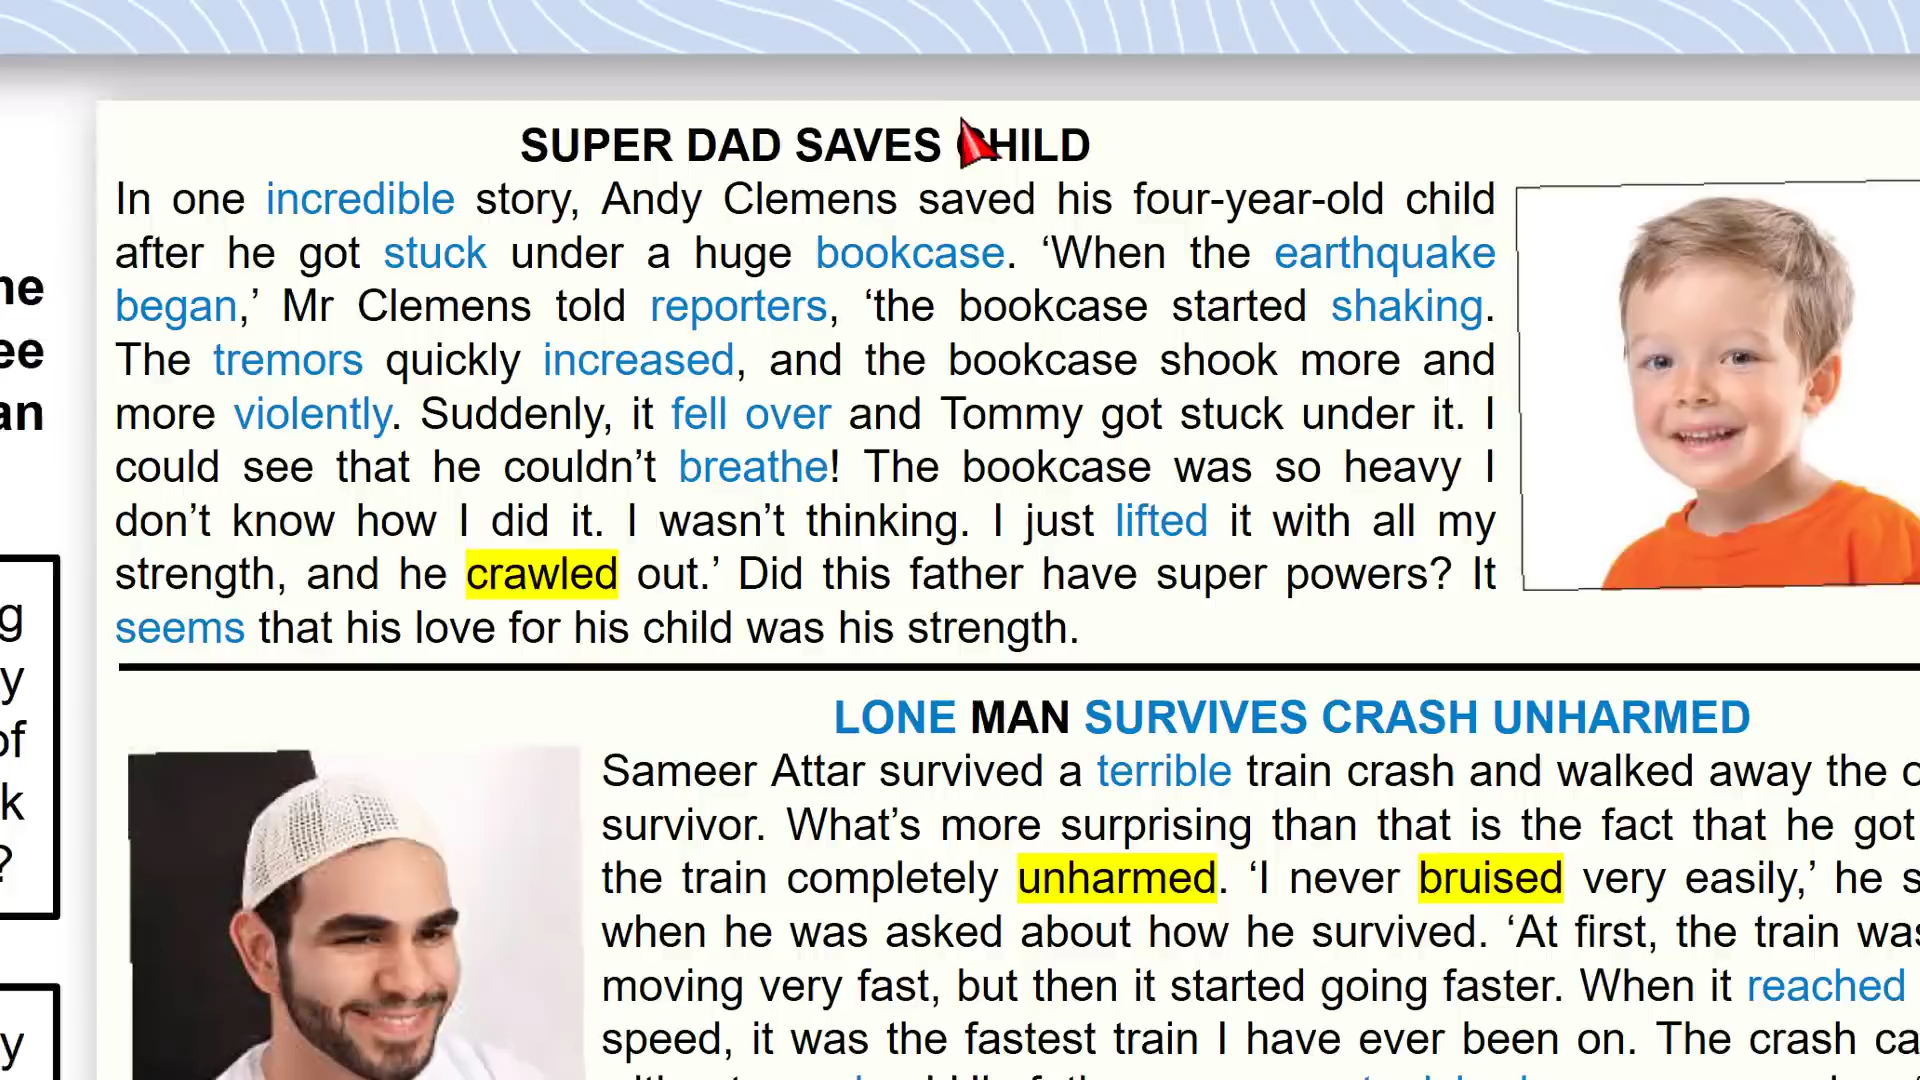 SUPER DAD SAVES CHILD
In one incredible story, Andy Clemens saved his four-year-old child
after he got stuck under a huge bookcase. ‘When the earthquake
began,’ Mr Clemens told reporters, ‘the bookcase started shaking.
The tremors quickly increased, and the bookcase shook more and
more violently. Suddenly, it fell over and Tommy got stuck under it. I
could see that he couldn’t breathe! The bookcase was so heavy I
don’t know how I did it. I wasn’t thinking. I just lifted it with all my
strength, and he crawled out.’ Did this father have super powers? It
seems that his love for his child was his strength.
LONE MAN SURVIVES CRASH UNHARMED
Sameer Attar survived a terrible train crash and walked away the
survivor. What’s more surprising than that is the fact that he got
the train completely unharmed. ‘I never bruised very easily,’ he
when he was asked about how he survived. ‘At first, the train
moving very fast, but then it started going faster. When it reached
speed, it was the fastest train I have ever been on. The crash